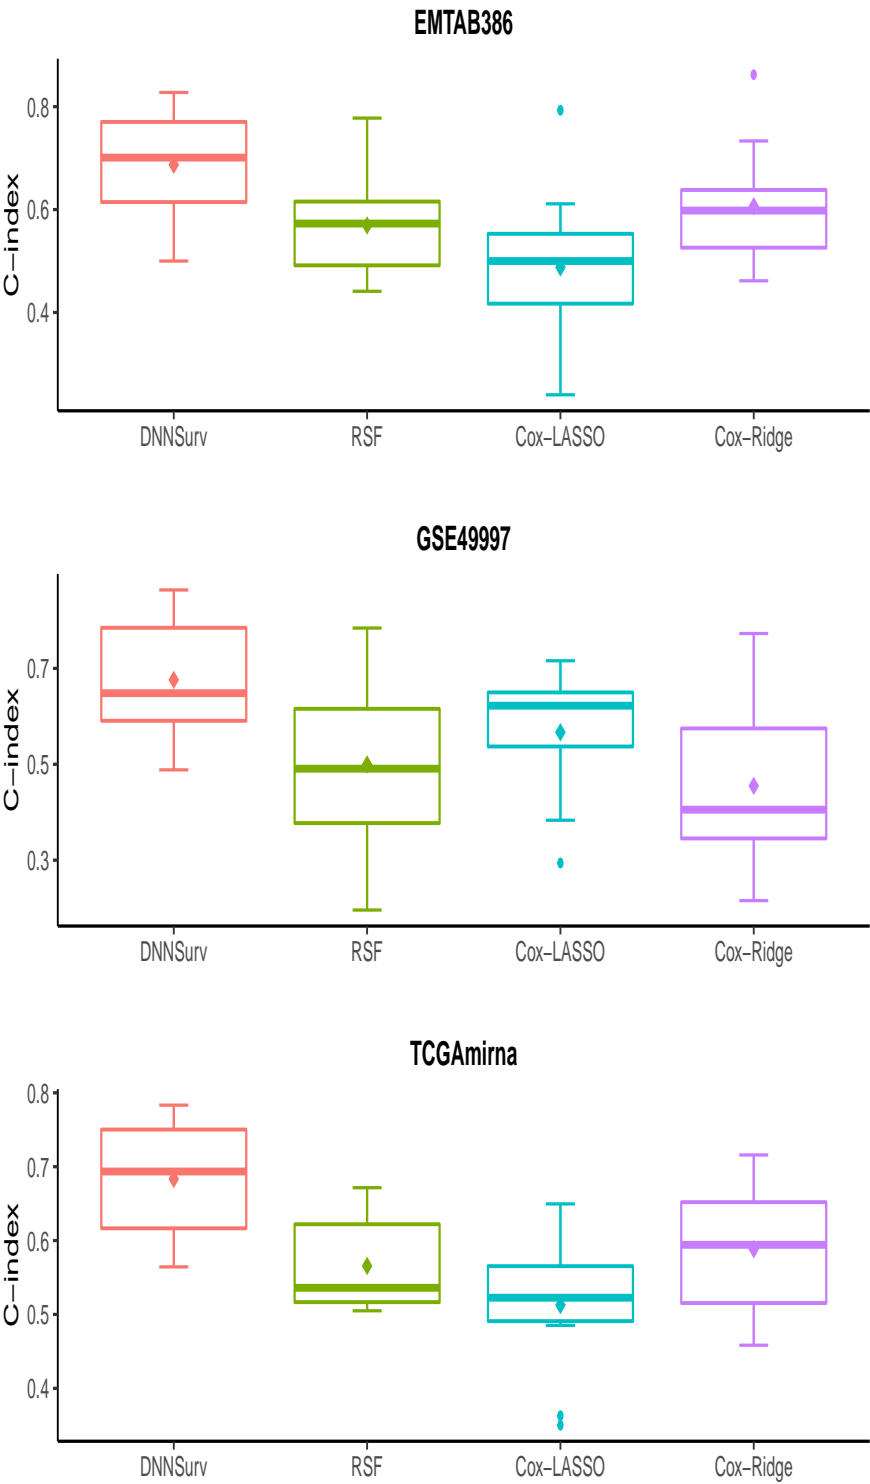 EMTAB386
C−index
0.8
0.6
0.4
DNNSurv RSF Cox−LASSO Cox−Ridge
GSE49997
C−index
0.7
0.5
0.3
DNNSurv RSF Cox−LASSO Cox−Ridge
TCGAmirna
C−index
0.8
0.7
0.6
0.5
0.4
DNNSurv RSF Cox−LASSO Cox−Ridge